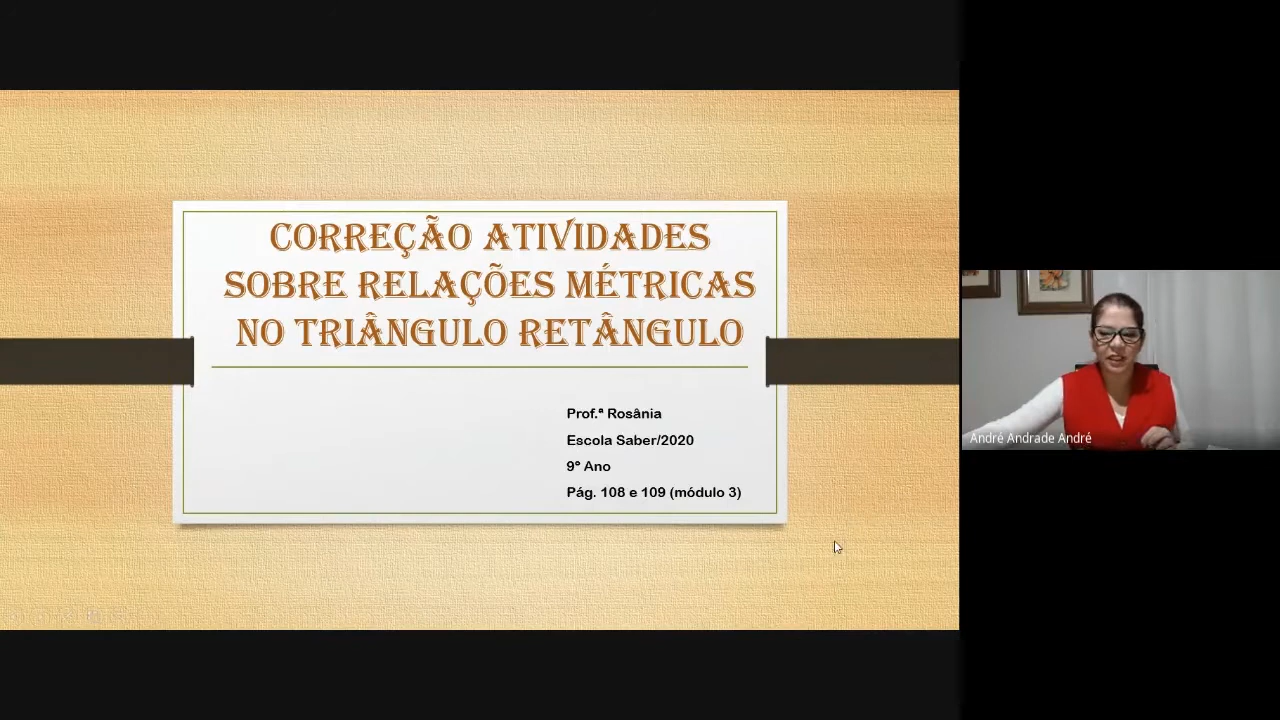 CORREÇÃO ATIVIDADES
SOBRE RELAÇÕES MÉTRICAS
NO TRIÂNGULO RETÂNGULO
Prof.ª Rosânia
Escola Saber/2020
9º Ano
Pág. 108 e 109 (módulo 3)
André Andrade André